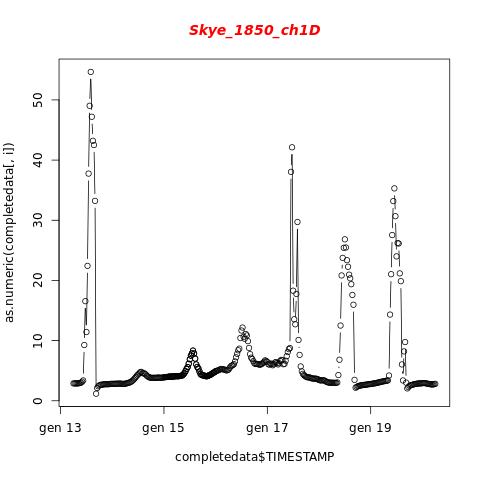 Skye_1850_ch1D
as.numeric(completedata[, i])
50
40
30
20
10
0
gen 13
gen 15
gen 17
gen 19
completedata$TIMESTAMP